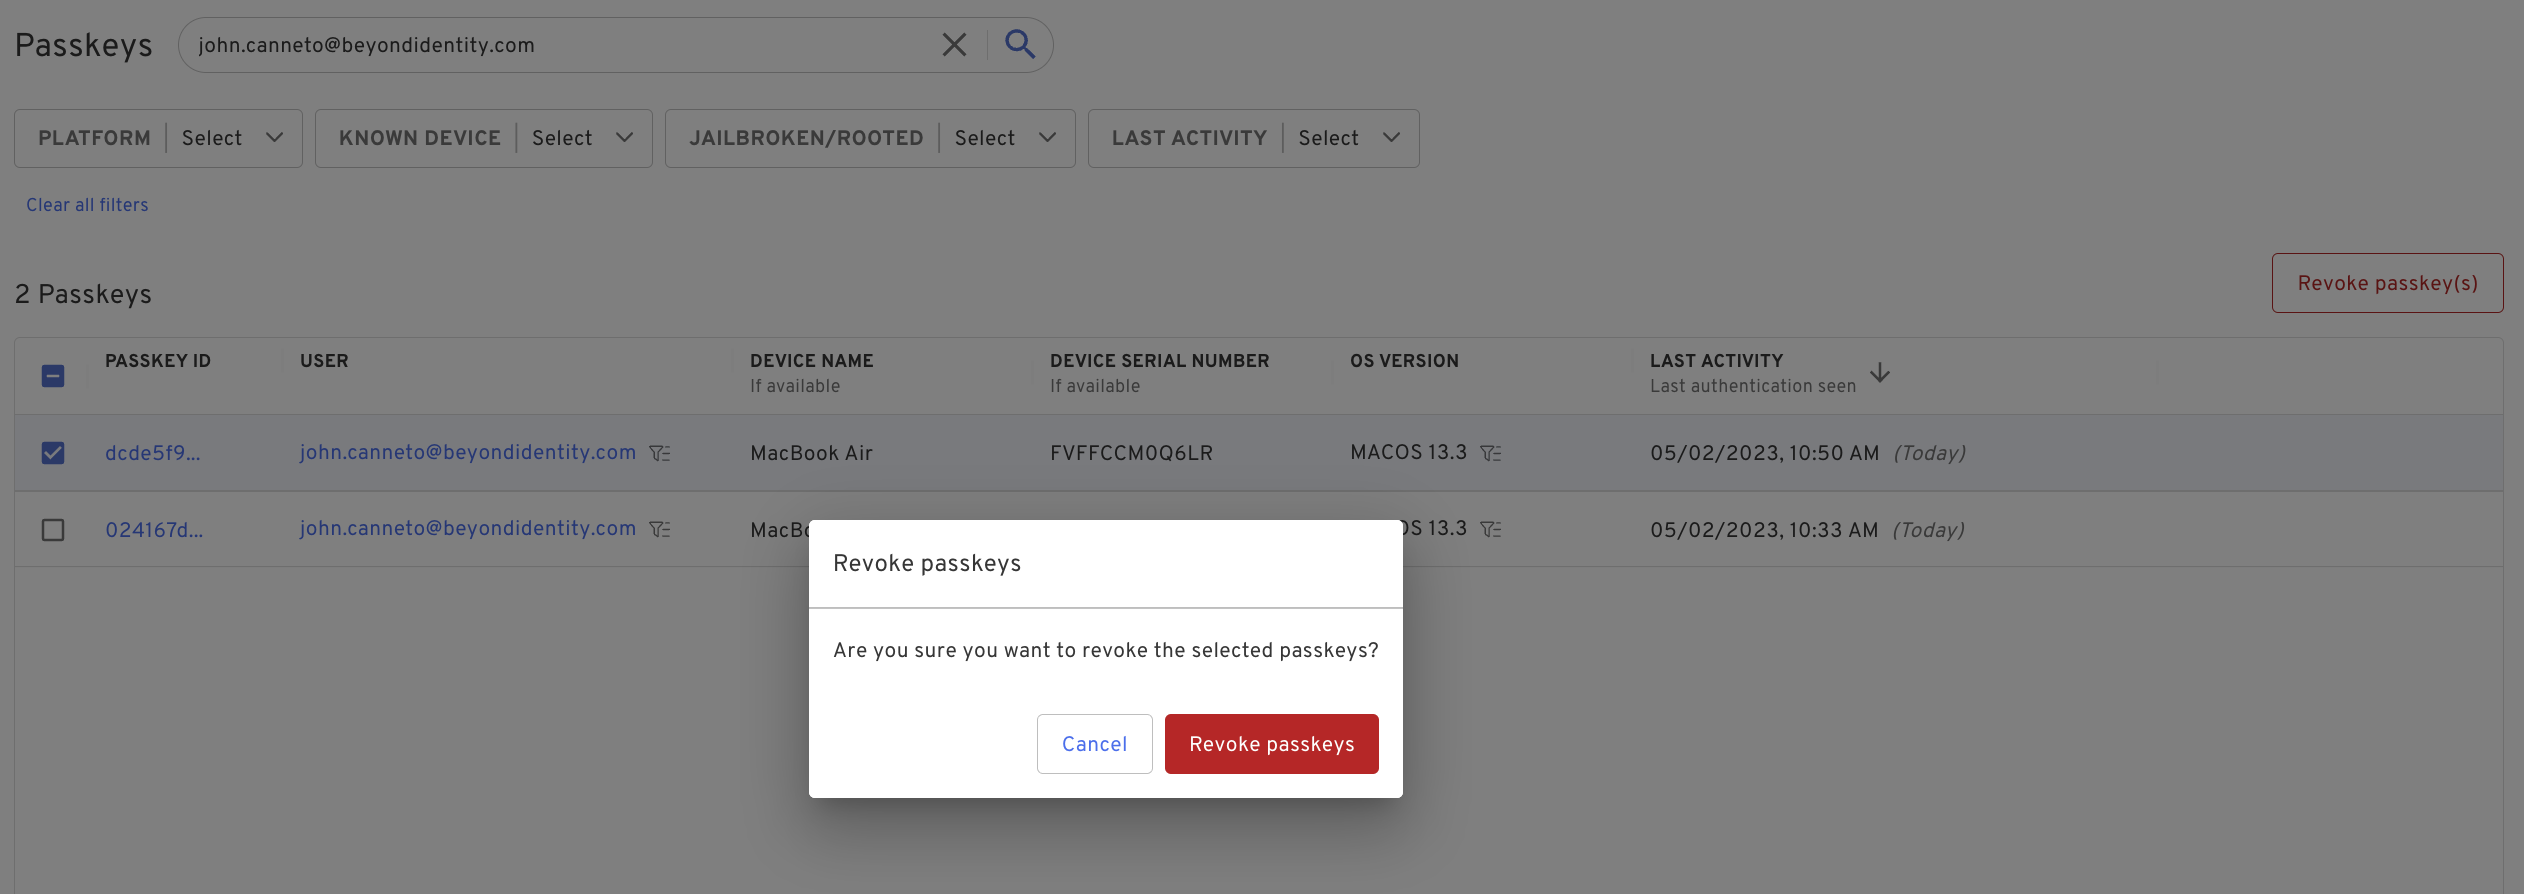 Passkeys john.canneto@beyondidentity.com
PLATFORM Select KNOWN DEVICE Select JAILBROKEN/ROOTED Select LAST ACTIVITY Select
Clear all filters
2 Passkeys
Revoke passkey(s)
PASSKEY ID USER DEVICE NAME DEVICE SERIAL NUMBER OS VERSION LAST ACTIVITY
If available If available Last authentication seen
dcde5f9... john.canneto@beyondidentity.com MacBook Air FVFFCCM0Q6LR MACOS 13.3 05/02/2023, 10:50 AM (Today)
024167d... john.canneto@beyondidentity.com 13.3 05/02/2023, 10:33 AM (Today)
Revoke passkeys
Are you sure you want to revoke the selected passkeys?
Cancel Revoke passkeys